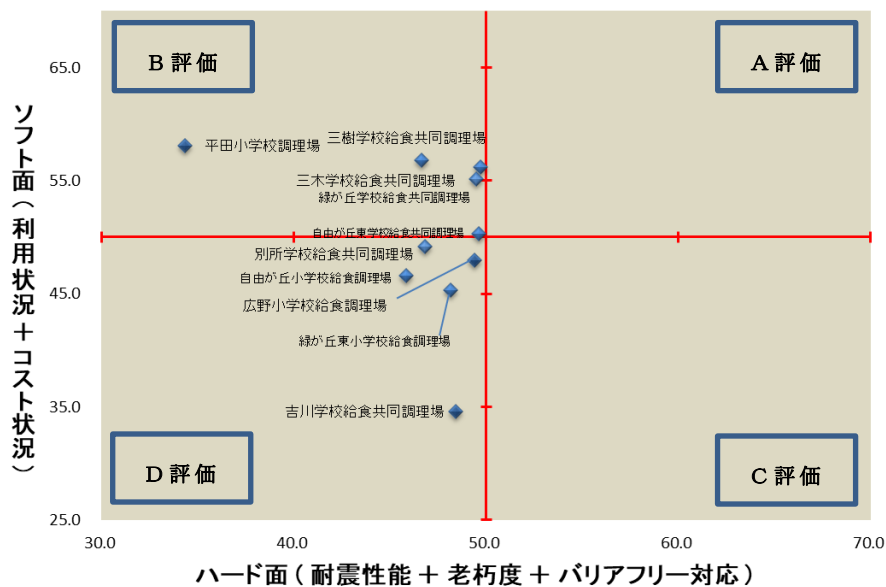 B 評価
A 評価
65.0
三樹学校給食共同調理場
平田小学校調理場
55.0
三木学校給食共同調理場
緑が丘学校給食共同調理場
自由が丘東学校給食共同調理場
別所学校給食共同調理場
自由が丘小学校給食調理場
45.0
広野小学校給食調理場
緑が丘東小学校給食調理場
35.0
吉川学校給食共同調理場
D 評価
C 評価
25.0
30.0
40.0
50.0
60.0
70.0
ソフト面(利用状況+コスト状況)
ハード面(耐震性能+老朽度+バリアフリー対応)